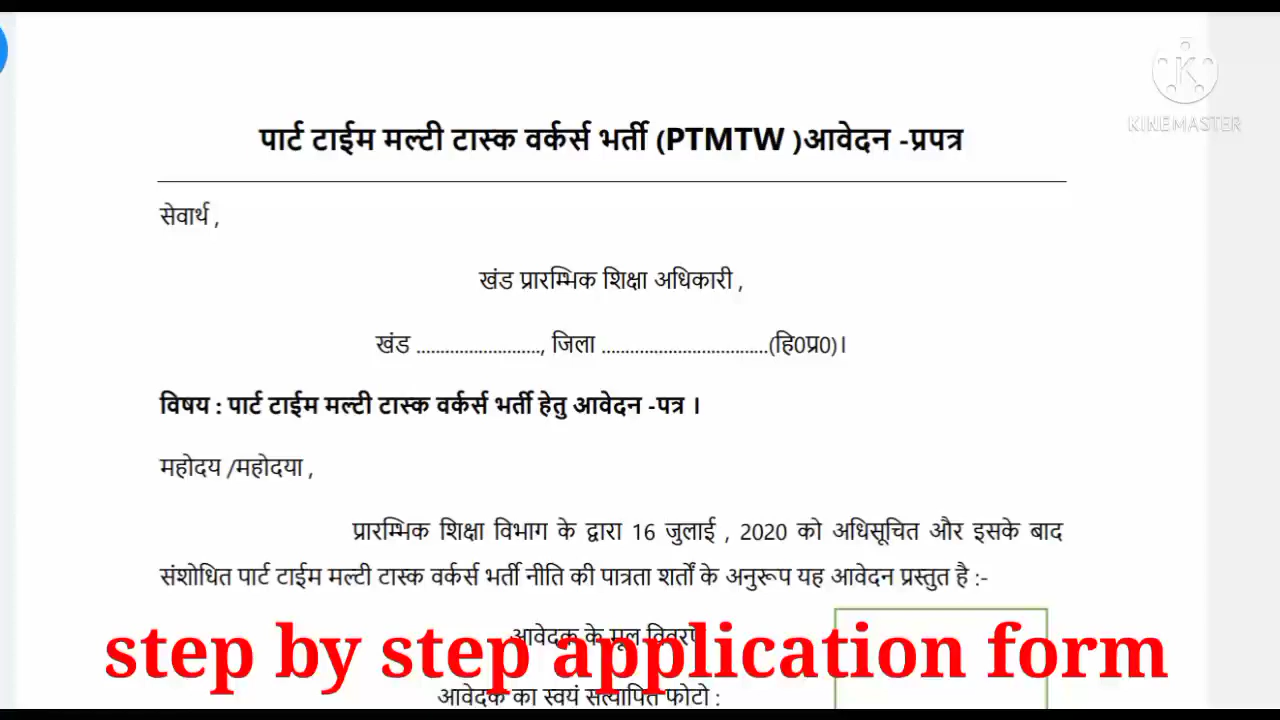 KINEMASTER
पार्ट टाईम मल्टी टास्क वर्कर्स भर्ती (PTMTW )आवेदन -प्रपत्र
सेवार्थ ,
खंड प्रारम्भिक शिक्षा अधिकारी ,
खंड ..........................., जिला ...................................(हि0प्र0)।
विषय : पार्ट टाईम मल्टी टास्क वर्कर्स भर्ती हेतु आवेदन -पत्र ।
महोदय /महोदया ,
प्रारम्भिक शिक्षा विभाग के द्वारा 16 जुलाई , 2020 को अधिसूचित और इसके बाद
संशोधित पार्ट टाईम मल्टी टास्क वर्कर्स भर्ती नीति की पात्रता शर्तों के अनुरूप यह आवेदन प्रस्तुत है :-
आवेदक के मूल विवरण
step by step application form
आवेदक का स्वयं सत्यापित फोटो :